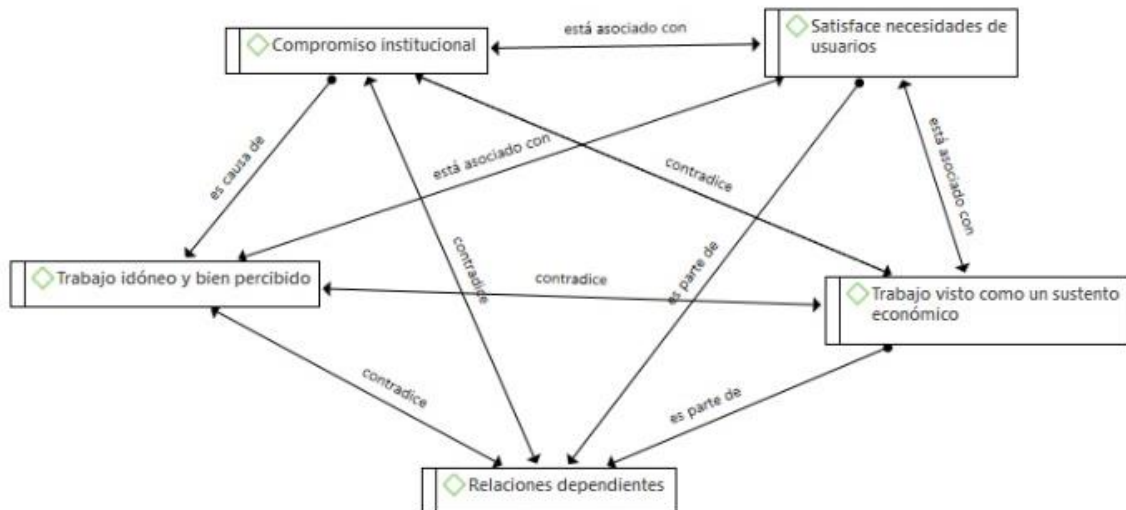 Compromiso institucional
está asociado con
Satisface necesidades de
usuarios
es causa de
está asociado con
contradice
está asociado con
contradice
es parte de
Trabajo idóneo y bien percibido
contradice
Trabajo visto como un sustento
económico
contradice
es parte de
Relaciones dependientes